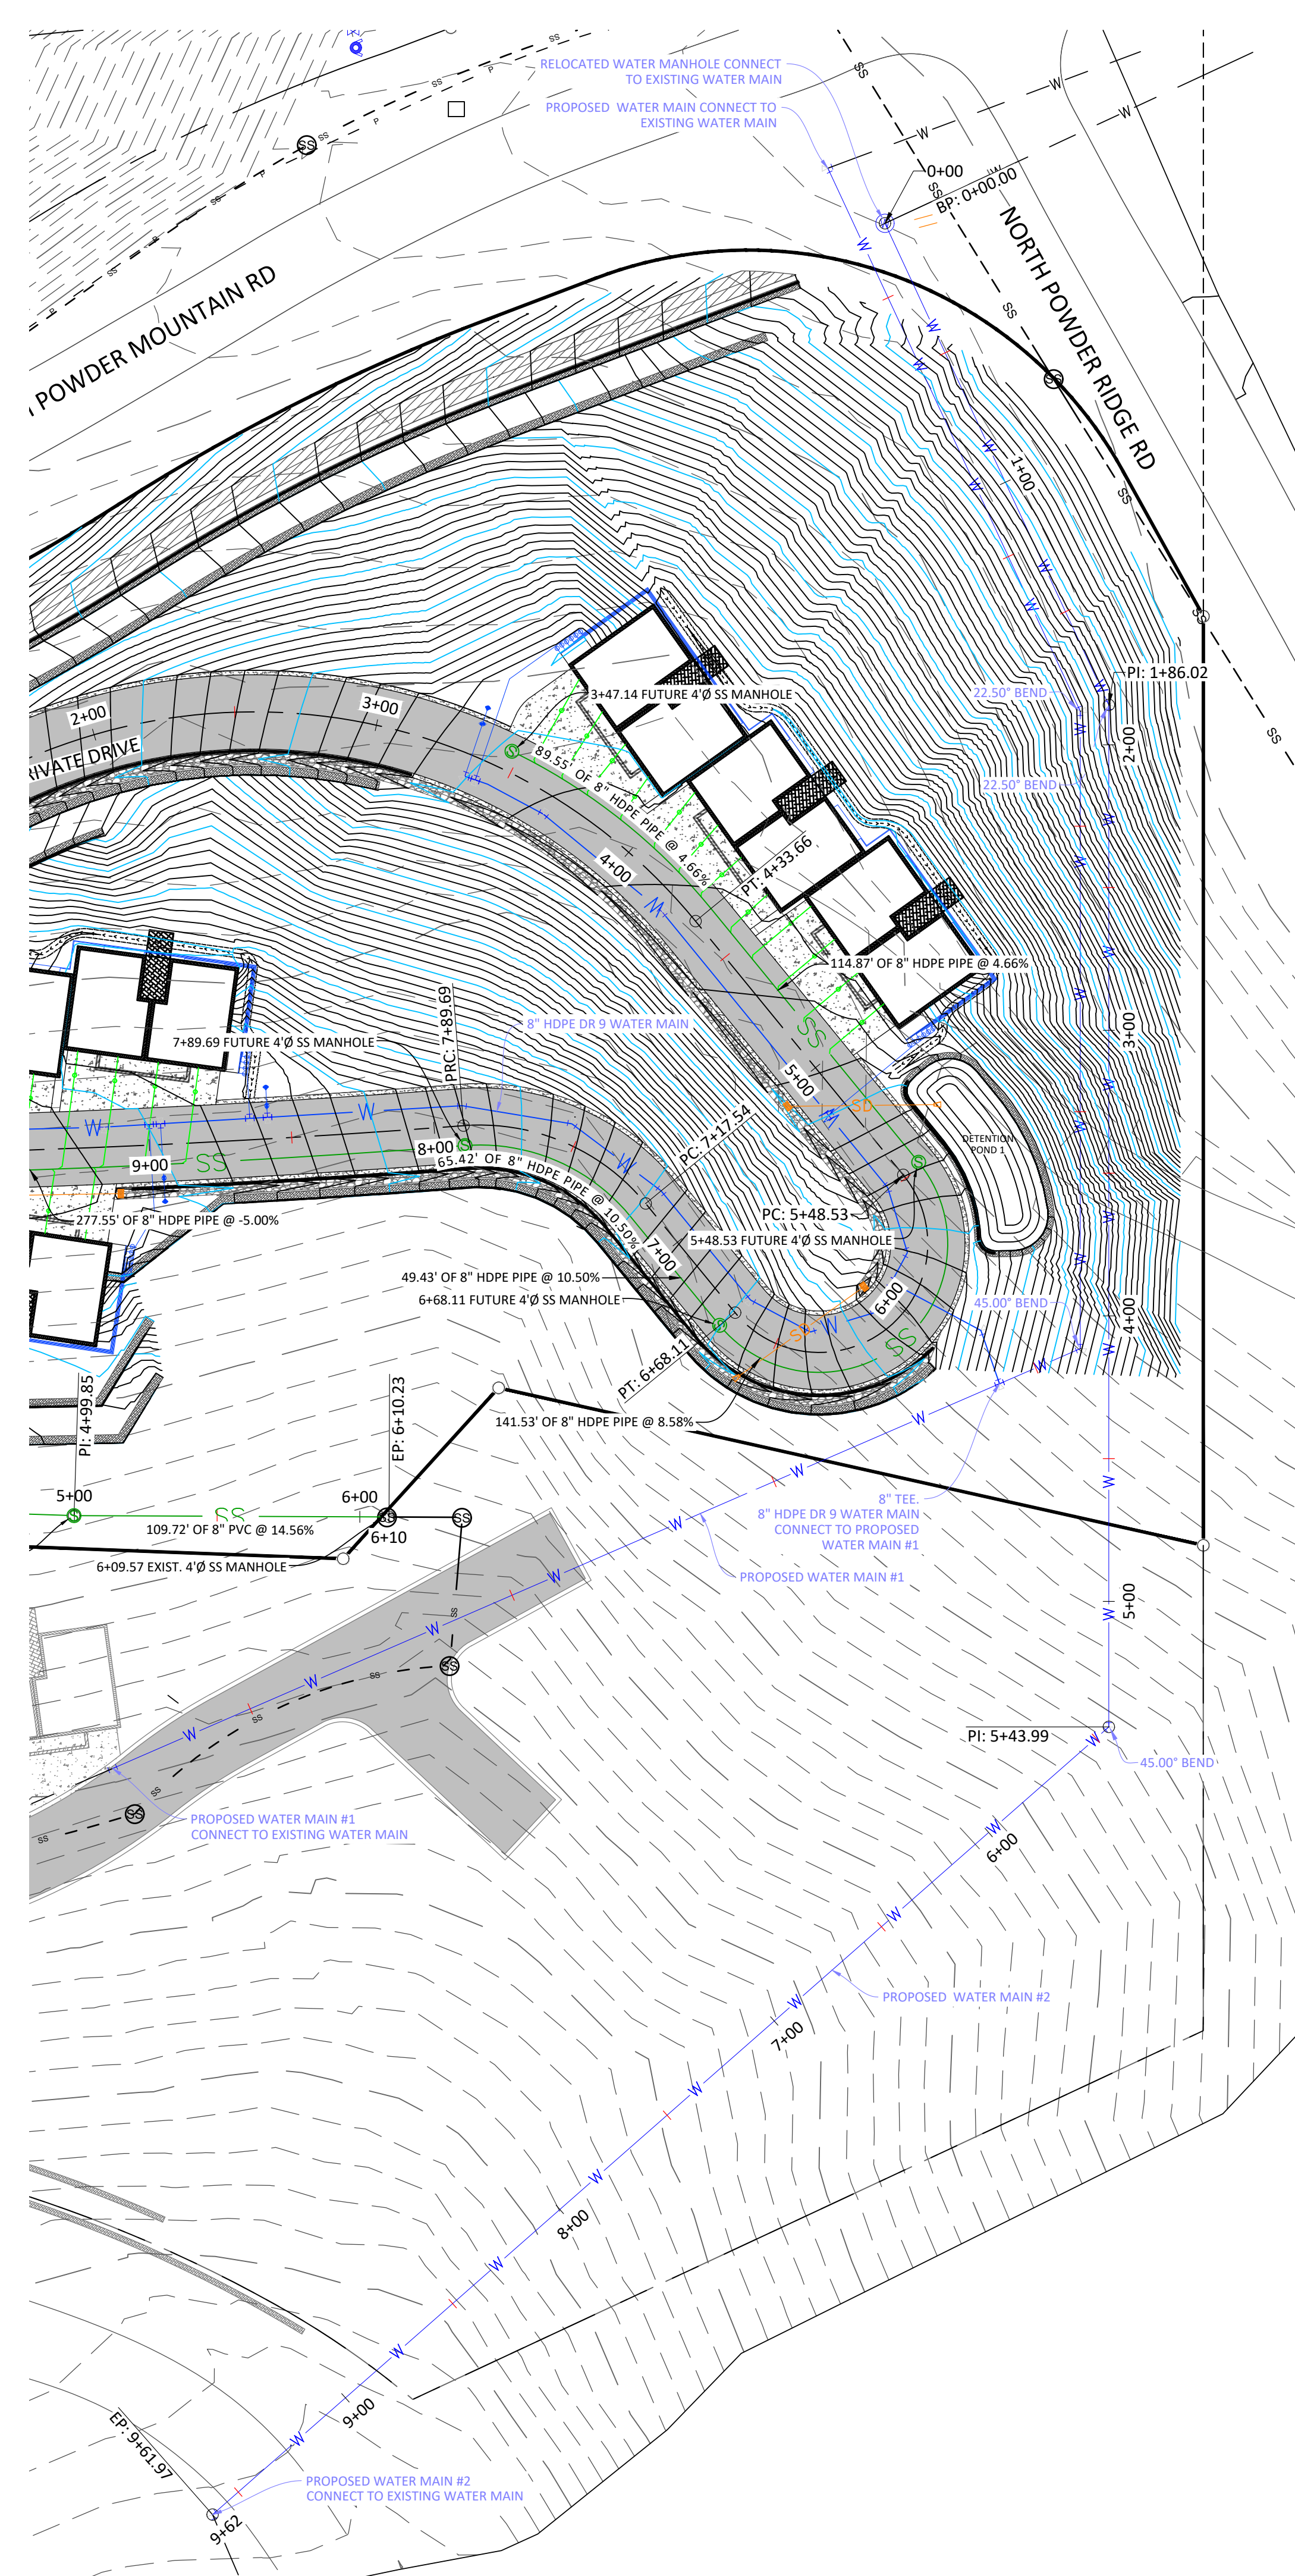 RELOCATED WATER MANHOLE CONNECT
TO EXISTING WATER MAIN
PROPOSED WATER MAIN CONNECT TO
EXISTING WATER MAIN
0+00
BP: 0+00.00
POWDER MOUNTAIN RD
NORTH POWDER RIDGE RD
1+00
PI: 1+86.02
22.50° BEND
2+00
22.50° BEND
3+47.14 FUTURE 4'Ø SS MANHOLE
2+00
3+00
RIVATE DRIVE
89.55' OF 8" HDPE PIPE @ 4.66%
4+00
PT: 4+33.66
114.87' OF 8" HDPE PIPE @ 4.66%
SS
5+00
PRC: 7+89.69
8" HDPE DR 9 WATER MAIN
7+89.69 FUTURE 4'Ø SS MANHOLE
3+00
SD
DETENTION
POND 1
W
W
8+00
PC: 7+17.54
9+00
SS
65.42' OF 8" HDPE PIPE @ 10.50%
PC: 5+48.53
277.55' OF 8" HDPE PIPE @ -5.00%
5+48.53 FUTURE 4'Ø SS MANHOLE
7+00
49.43' OF 8" HDPE PIPE @ 10.50%
6+68.11 FUTURE 4'Ø SS MANHOLE
6+00
45.00° BEND
4+00
SD
W
SS
PT: 6+68.11
141.53' OF 8" HDPE PIPE @ 8.58%
PI: 4+99.85
EP: 6+10.23
5+00
6+00
SS
109.72' OF 8" PVC @ 14.56%
6+10
6+09.57 EXIST. 4'Ø SS MANHOLE
8" TEE.
8" HDPE DR 9 WATER MAIN
CONNECT TO PROPOSED
WATER MAIN #1
PROPOSED WATER MAIN #1
5+00
PI: 5+43.99
45.00° BEND
PROPOSED WATER MAIN #1
CONNECT TO EXISTING WATER MAIN
6+00
PROPOSED WATER MAIN #2
7+00
8+00
9+00
EP: 9+61.97
PROPOSED WATER MAIN #2
CONNECT TO EXISTING WATER MAIN
9+62